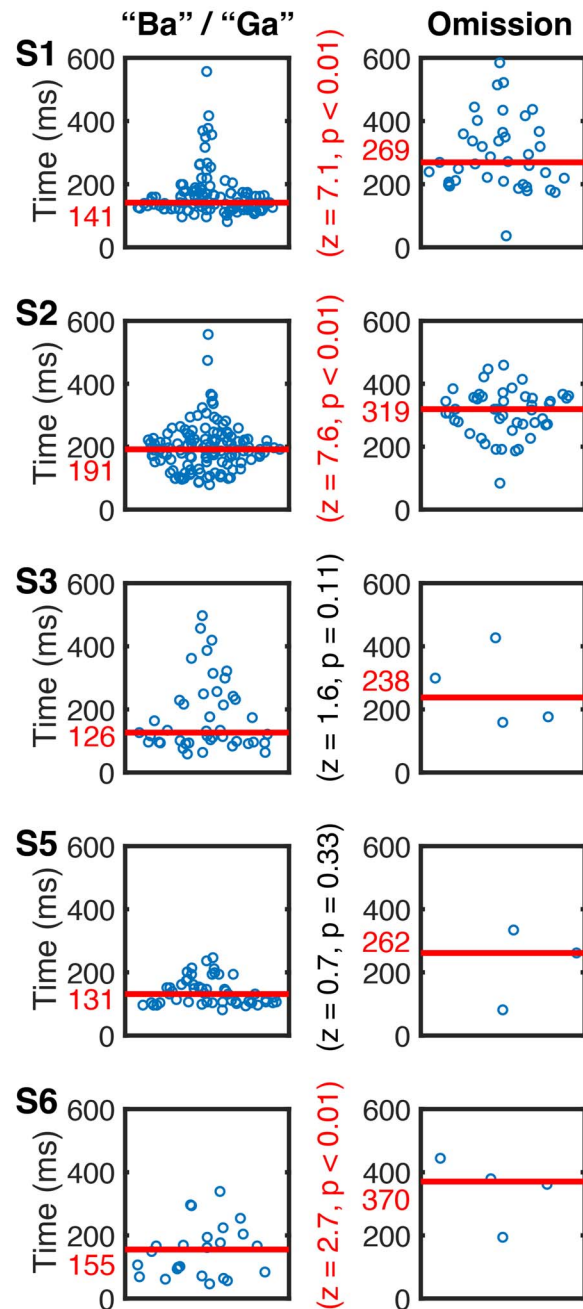 “Ba” / “Ga”
Omission
S1
Time (ms)
600
400
200
0
141
(z = 7.1, p < 0.01)
600
400
269
200
0
S2
Time (ms)
600
400
200
191
0
(z = 7.6, p < 0.01)
600
400
319
200
0
S3
Time (ms)
600
400
200
126
0
(z = 1.6, p = 0.11)
600
400
238
200
0
S5
Time (ms)
600
400
200
131
0
(z = 0.7, p = 0.33)
600
400
262
200
0
S6
Time (ms)
600
400
200
155
0
(z = 2.7, p < 0.01)
600
400
370
200
0